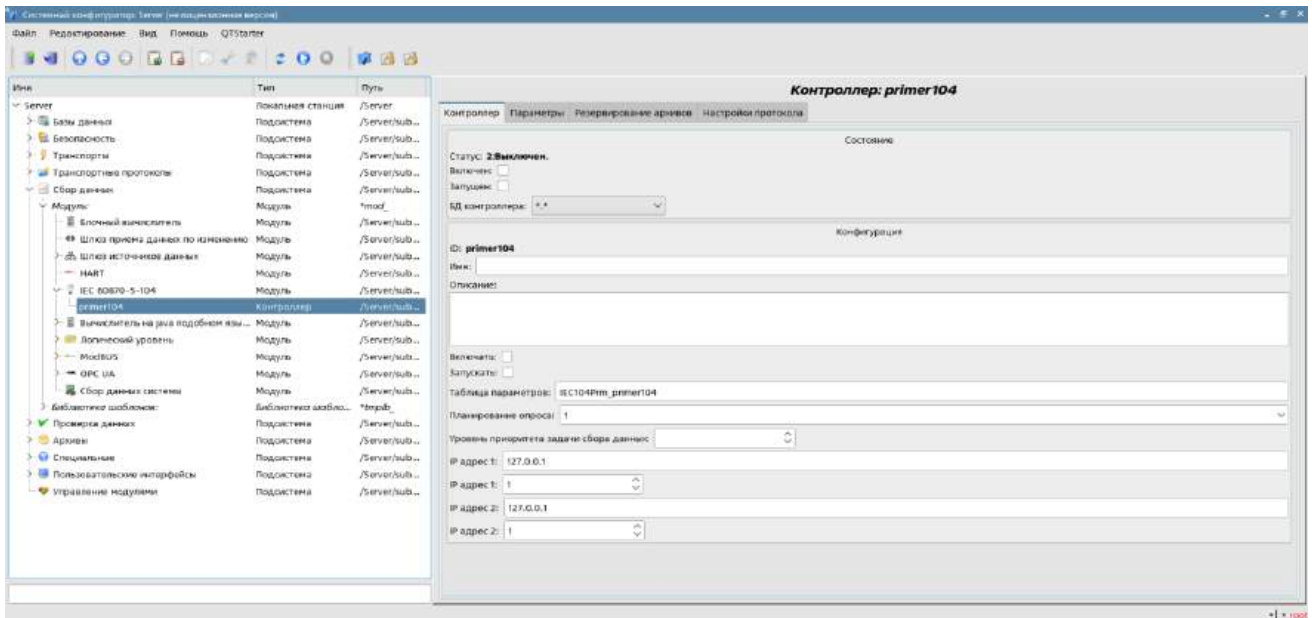 Системный конфигуратор: Server (не лицензионная версия)
Файл Редактирование Вид Помощь QTStarter
Имя Тип Путь
Server Локальная станция /Server
Базы данных Подсистема /Server/sub...
Безопасность Подсистема /Server/sub...
Транспорты Подсистема /Server/sub...
Транспортные протоколы Подсистема /Server/sub...
Сбор данных Подсистема /Server/sub...
Модуль: Модуль *mod_
Блочный вычислитель Модуль /Server/sub...
Шлюз приема данных по изменению Модуль /Server/sub...
Шлюз источников данных Модуль /Server/sub...
HART Модуль /Server/sub...
IEC 60870-5-104 Модуль /Server/sub...
primer104 Контроллер /Server/sub...
Вычислитель на java подобном язы... Модуль /Server/sub...
Логический уровень Модуль /Server/sub...
ModBUS Модуль /Server/sub...
OPC UA Модуль /Server/sub...
Сбор данных системы Модуль /Server/sub...
Библиотека шаблонов: Библиотека шабло... *tmplb_
Проверка данных Подсистема /Server/sub...
Архивы Подсистема /Server/sub...
Специальные Подсистема /Server/sub...
Пользовательские интерфейсы Подсистема /Server/sub...
Управление модулями Подсистема /Server/sub...
Контроллер: primer104
Контроллер Параметры Резервирование архивов Настройки протокола
Состояние
Статус: 2:Выключен.
Включен:
Запущен:
БД контроллера: *.*
Конфигурация
ID: primer104
Имя:
Описание:
Включать:
Запускать:
Таблица параметров: IEC104Prm_primer104
Планирование опроса: 1
Уровень приоритета задачи сбора данных:
IP адрес 1: 127.0.0.1
IP адрес 1: 1
IP адрес 2: 127.0.0.1
IP адрес 2: 1
root